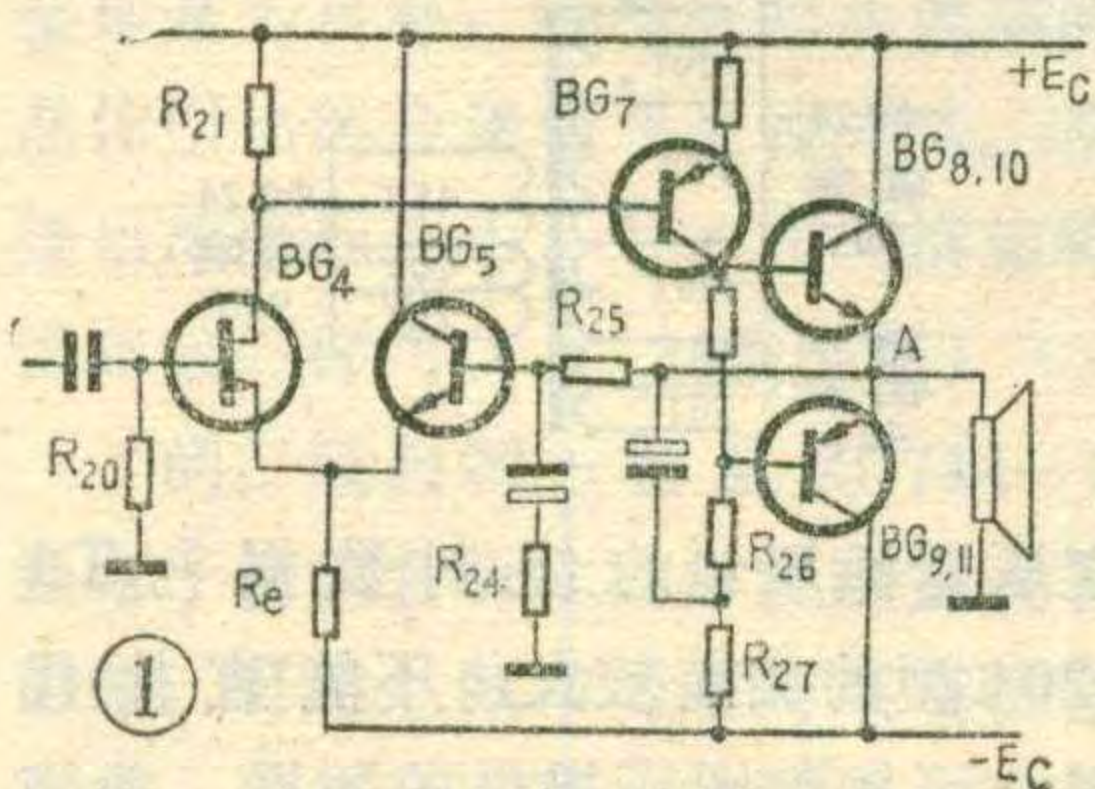 +EC
R21
BG7
BG8,10
BG4
BG5
R25
A
R20
Re
R24
R26
BG9,11
R27
①
-EC